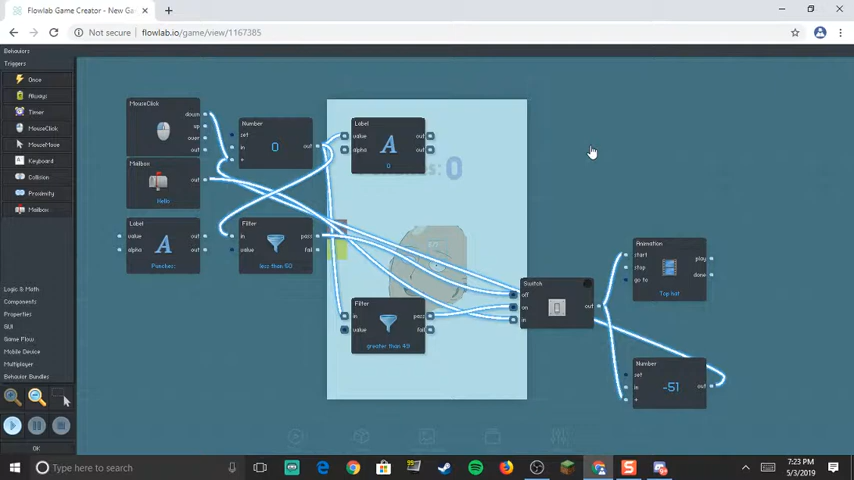 Flowlab Game Creator - New Ga
Not secure | flowlab.io/game/view/1167385
Behaviors
Triggers
Once
Always
Timer
MouseClick
MouseMove
Keyboard
Collision
Proximity
Mailbox
Logic & Math
Components
Properties
GUI
Game Flow
Mobile Device
Multiplayer
Behavior Bundles
OK
MouseClick
down
up
over
out
Mailbox
out
Hello
Label
value
alpha
out
out
Punches:
Number
set
in
+
out
0
Filter
in
value
pass
fail
less than 50
Label
value
alpha
out
out
0
0
Filter
in
value
pass
fail
greater than 49
Switch
off
on
in
out
Animation
start
stop
go to
play
done
Top hat
Number
set
in
+
out
-51
Type here to search
7:23 PM
5/3/2019